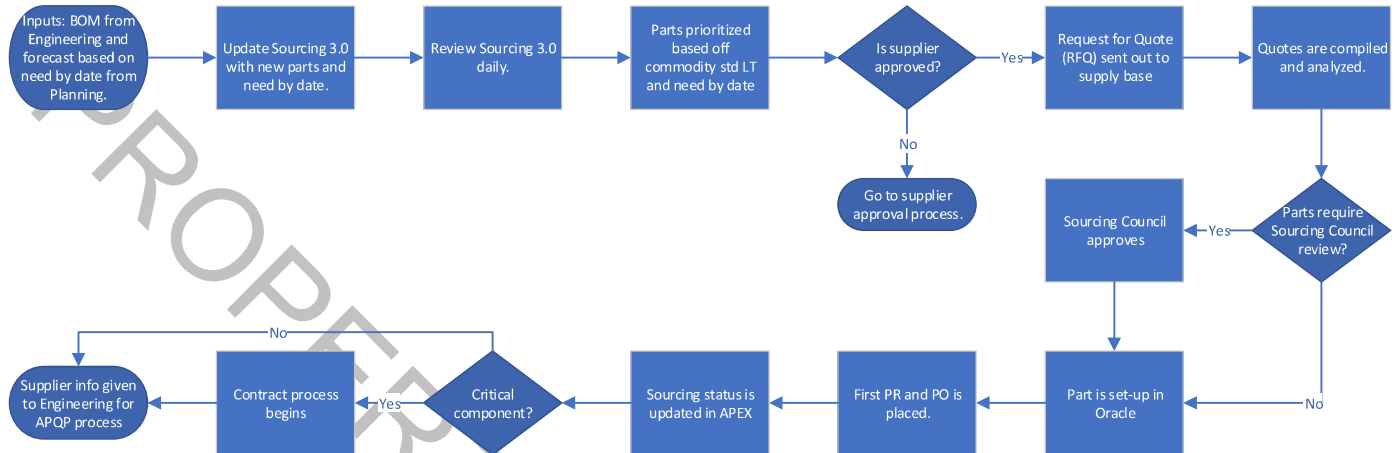 Inputs: BOM from
Engineering and
forecast based on
need by date from
Planning.
Update Sourcing 3.0
with new parts and
need by date.
Review Sourcing 3.0
daily.
Parts prioritized
based off
commodity std LT
and need by date
Is supplier
approved?
Yes
Request for Quote
(RFQ) sent out to
supply base
Quotes are compiled
and analyzed.
No
Go to supplier
approval process.
Parts require
Sourcing Council
review?
Yes
Sourcing Council
approves
No
Part is set-up in
Oracle
First PR and PO is
placed.
Sourcing status is
updated in APEX
Critical
component?
No
Yes
Contract process
begins
Supplier info given
to Engineering for
APQP process
PROPER